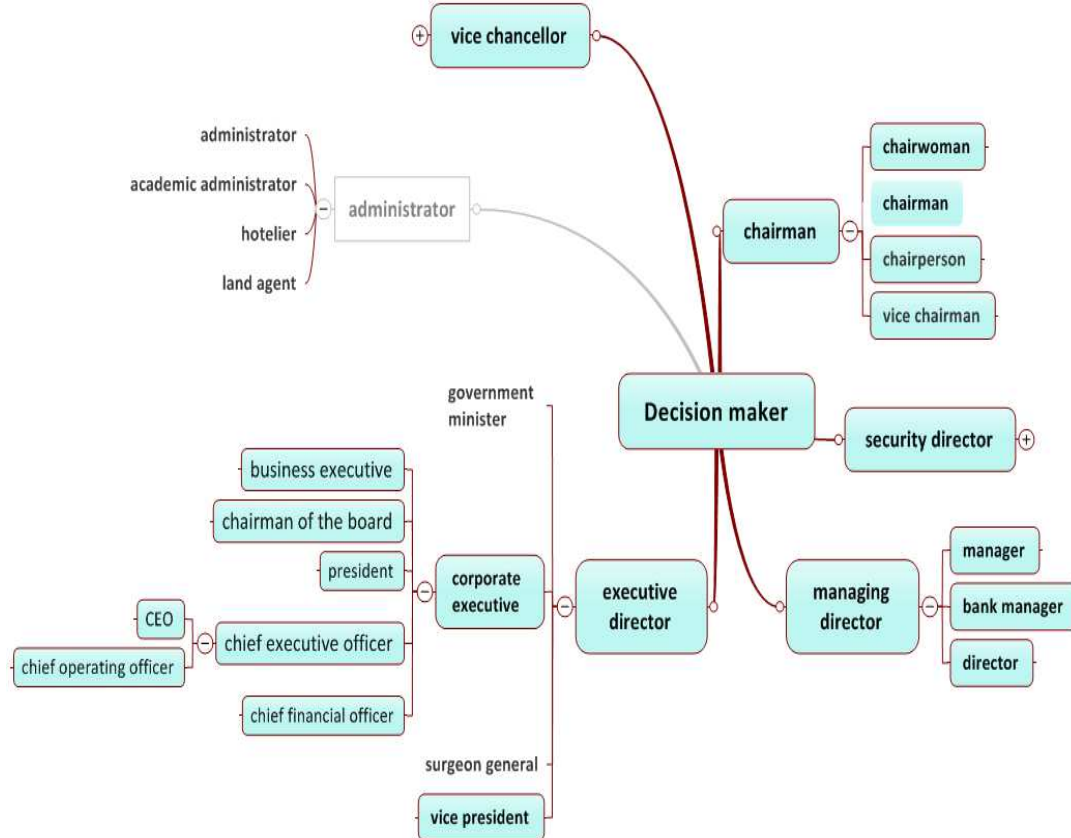 vice chancellor
administrator
academic administrator
hotelier
land agent
administrator
chairman
chairwoman
chairman
chairperson
vice chairman
Decision maker
security director
government
minister
business executive
chairman of the board
president
corporate
executive
executive
director
managing
director
manager
bank manager
director
CEO
chief executive officer
chief operating officer
chief financial officer
surgeon general
vice president